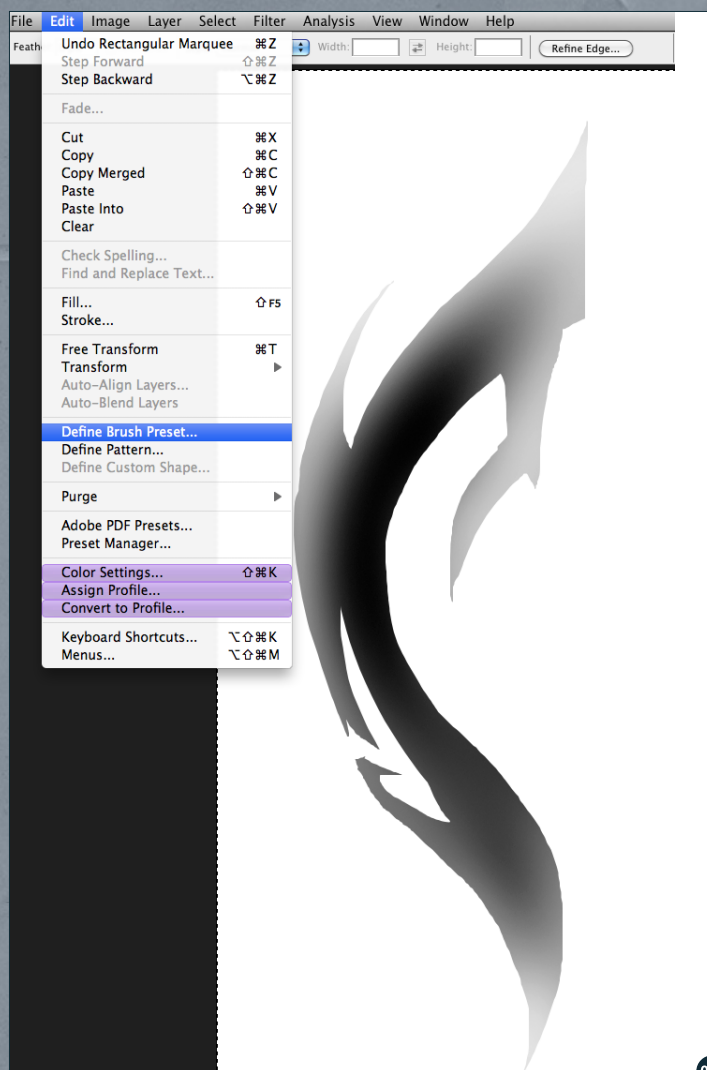 File Edit Image Layer Select Filter Analysis View Window Help
Width: Height: Refine Edge...
Undo Rectangular Marquee ⌘Z
Step Forward ⇧⌘Z
Step Backward ⌥⌘Z
Fade...
Cut ⌘X
Copy ⌘C
Copy Merged ⇧⌘C
Paste ⌘V
Paste Into ⇧⌘V
Clear
Check Spelling...
Find and Replace Text...
Fill... ⇧F5
Stroke...
Free Transform ⌘T
Transform ▶
Auto-Align Layers...
Auto-Blend Layers
Define Brush Preset...
Define Pattern...
Define Custom Shape...
Purge ▶
Adobe PDF Presets...
Preset Manager...
Color Settings... ⇧⌘K
Assign Profile...
Convert to Profile...
Keyboard Shortcuts... ⌥⇧⌘K
Menus... ⌥⇧⌘M